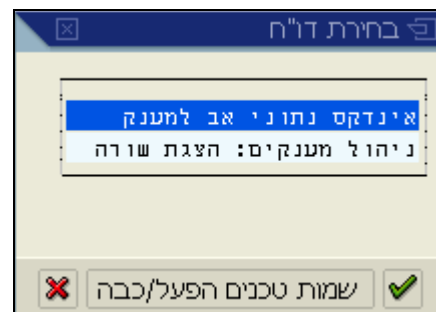 בחירת דו"ח
אינדקס נתוני אב למענק
ניהול מענקים: הצגת שורה
שמות טכנים הפעל/כבה